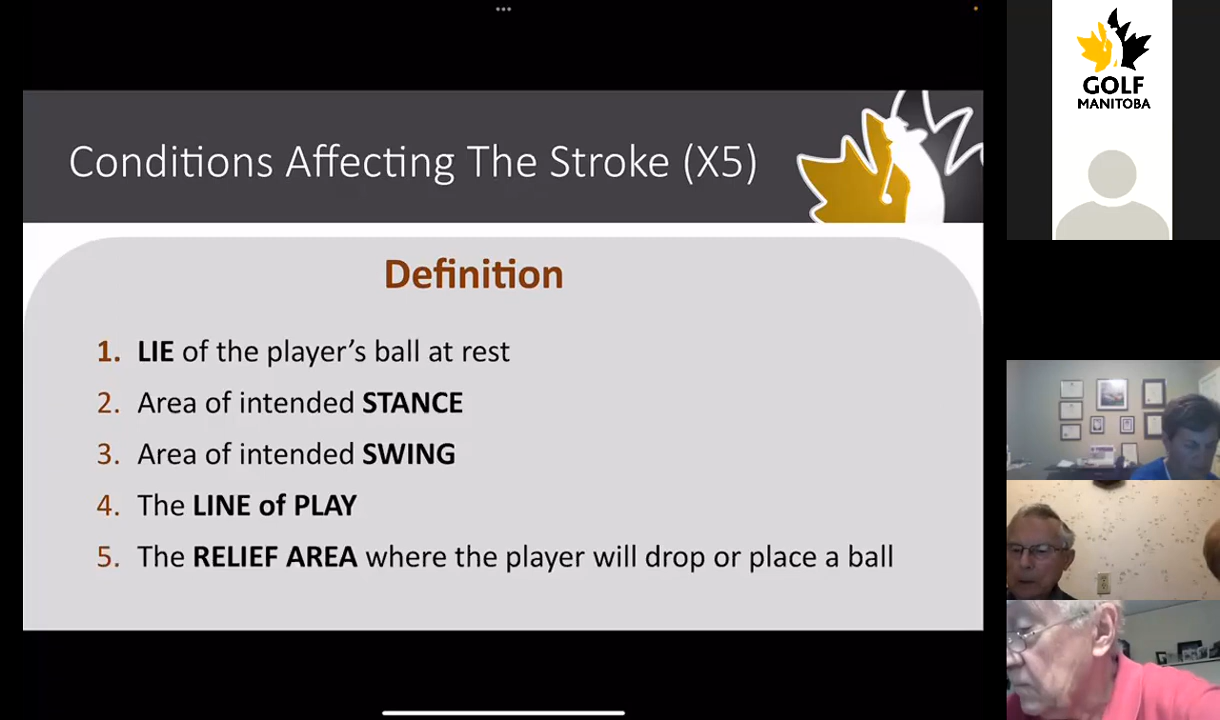 Conditions Affecting The Stroke (X5)
Definition
1. LIE of the player’s ball at rest
2. Area of intended STANCE
3. Area of intended SWING
4. The LINE of PLAY
5. The RELIEF AREA where the player will drop or place a ball
GOLF
MANITOBA